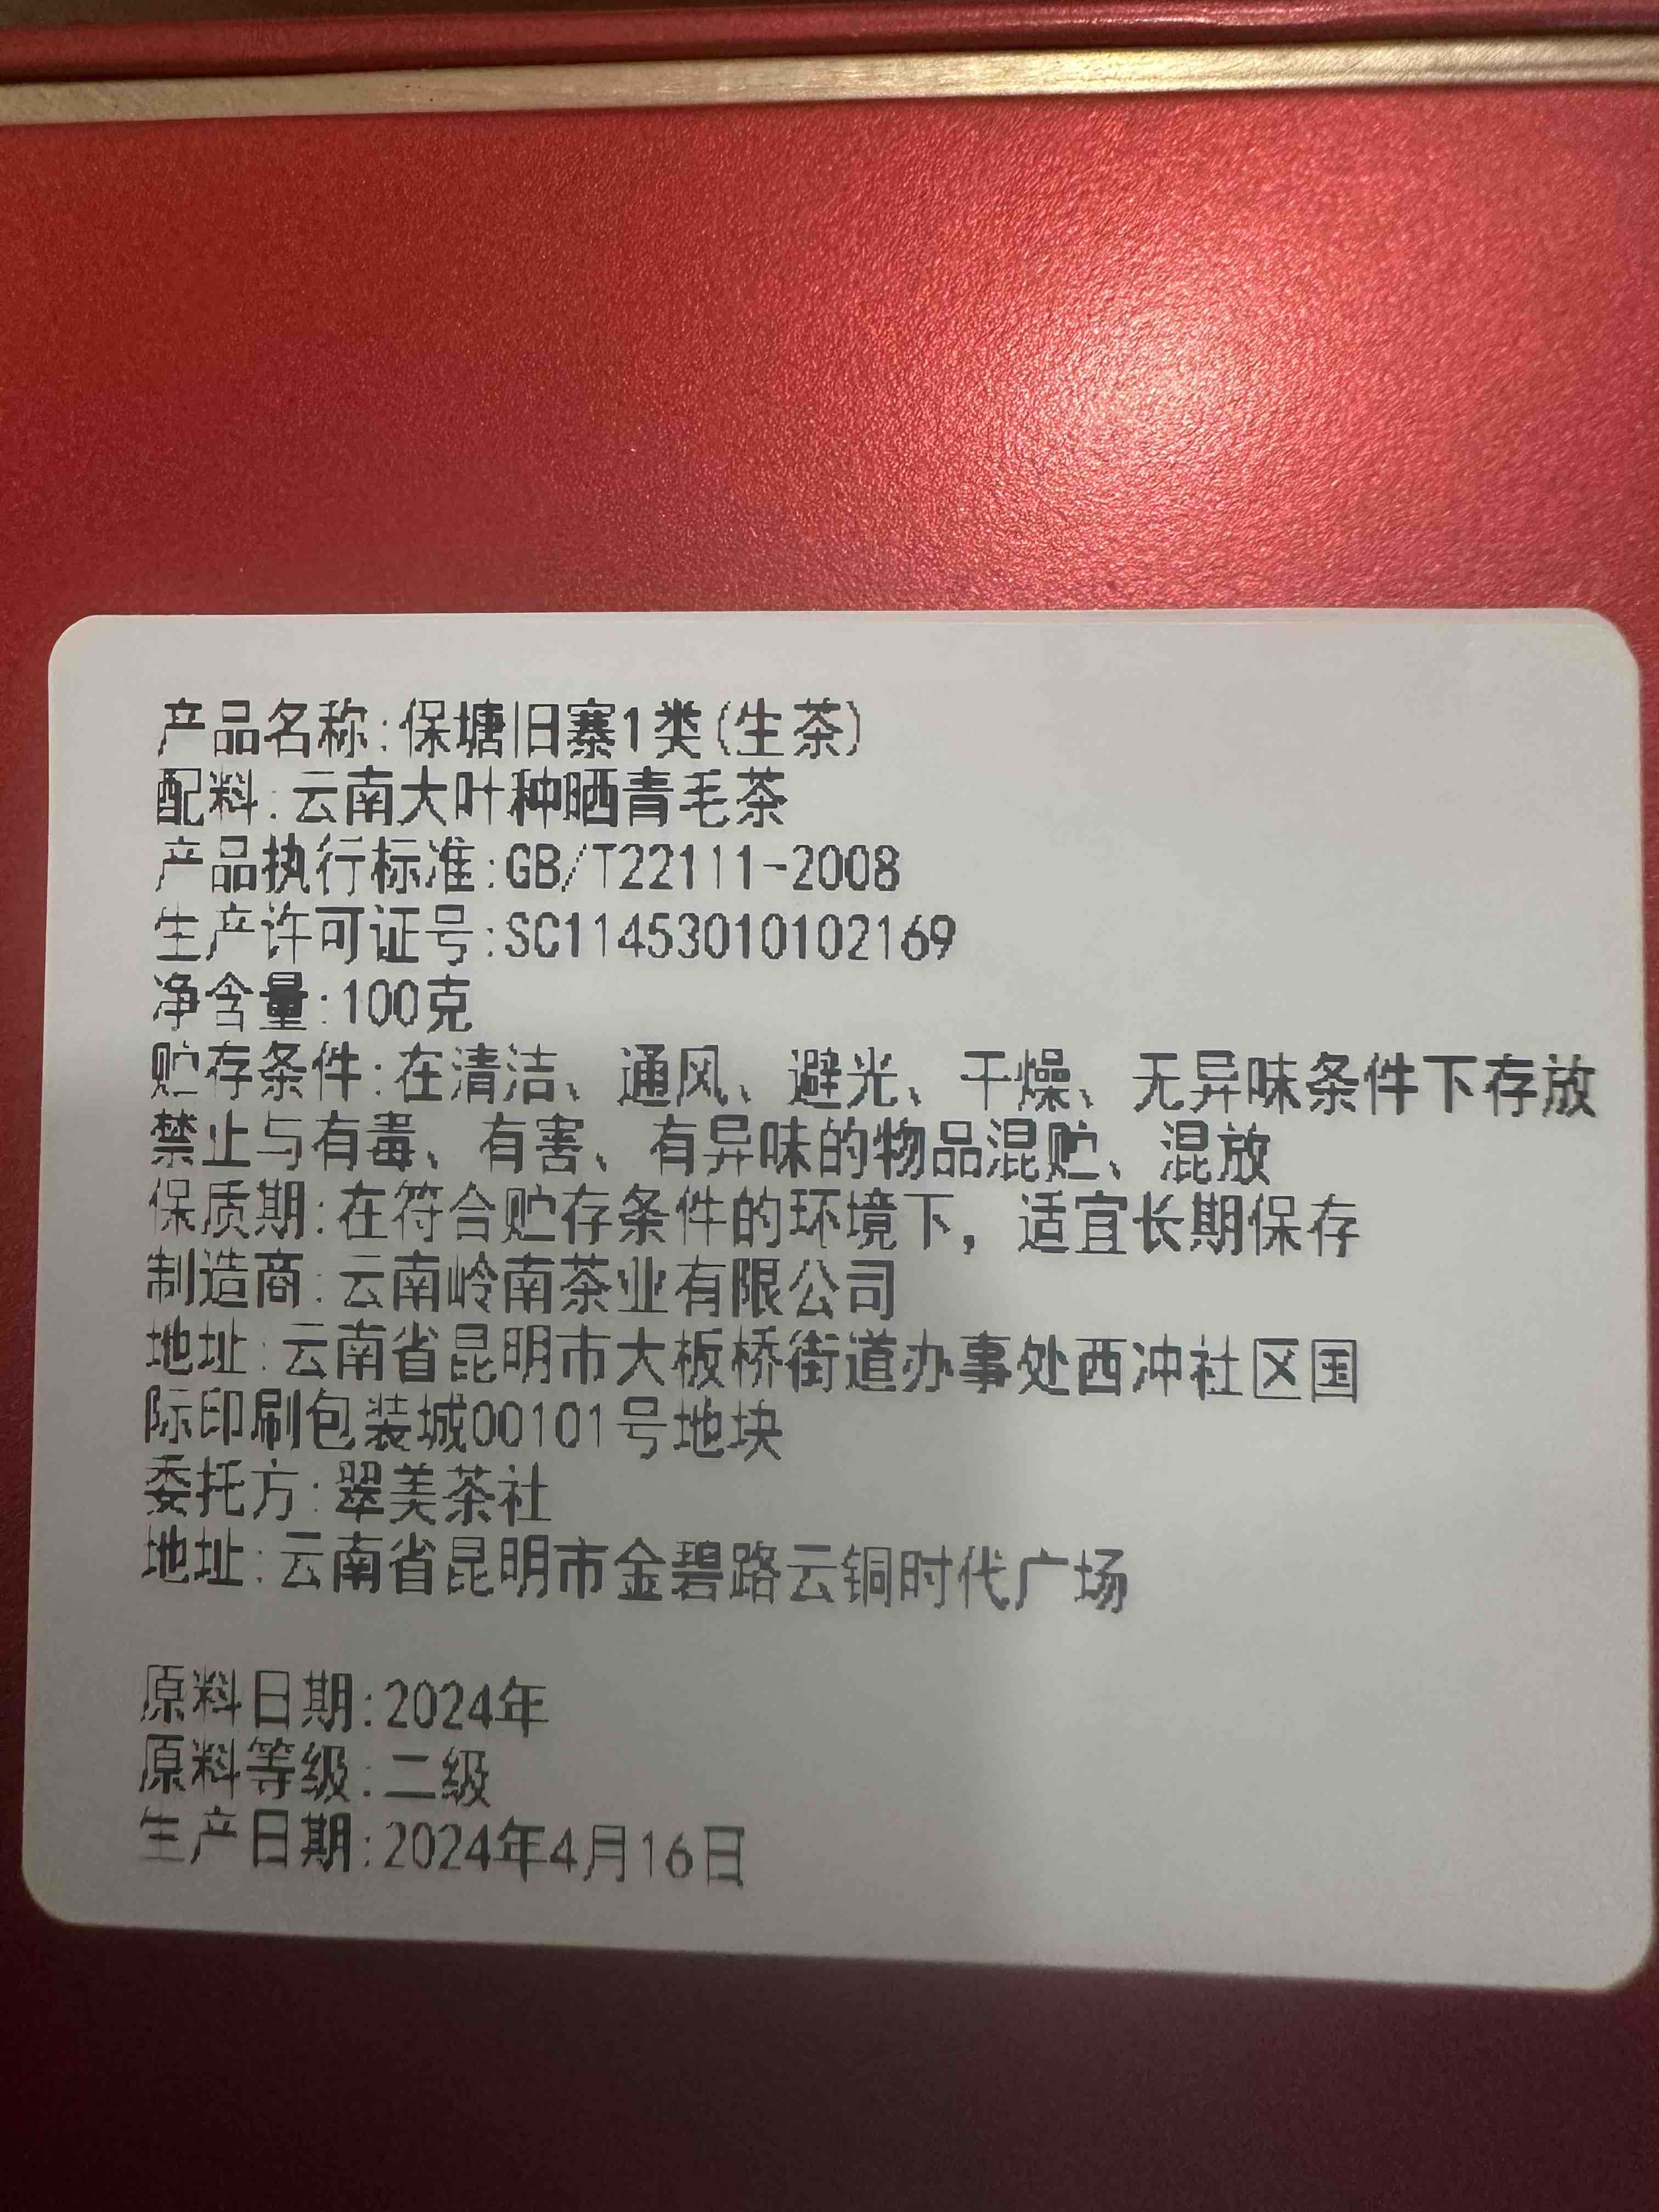 产品名称:保塘旧寨1类(生茶)
配料:云南大叶种晒青毛茶
产品执行标准:GB/T22111-2008
生产许可证号:SC11453010102169
净含量:100克
贮存条件:在清洁、通风、避光、干燥、无异味条件下存放
禁止与有毒、有害、有异味的物品混贮、混放
保质期:在符合贮存条件的环境下，适宜长期保存
制造商:云南岭南茶业有限公司
地址:云南省昆明市大板桥街道办事处西冲社区国
际印刷包装城00101号地块
委托方:翠美茶社
地址:云南省昆明市金碧路云铜时代广场
原料日期:2024年
原料等级:二级
生产日期:2024年4月16日